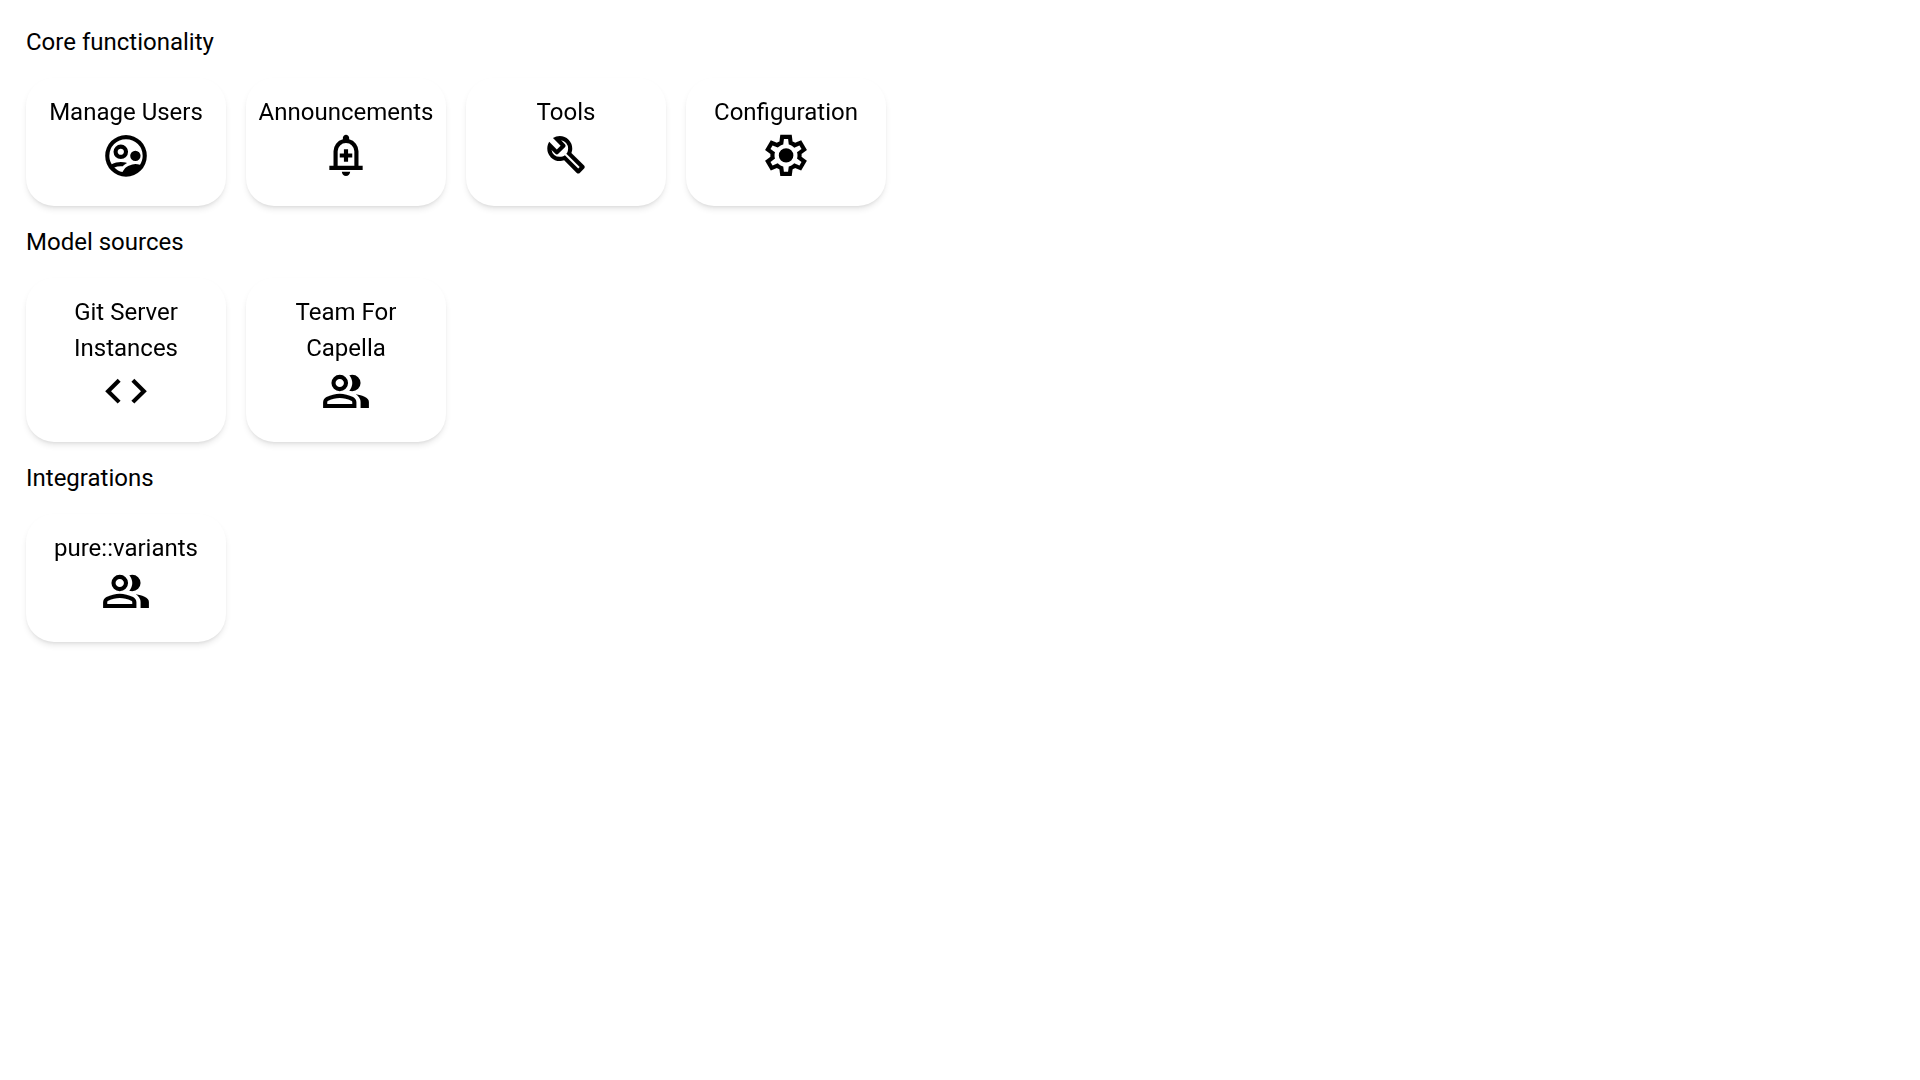 Core functionality
Manage Users
Announcements
Tools
Configuration
Model sources
Git Server
Instances
Team For
Capella
Integrations
pure::variants